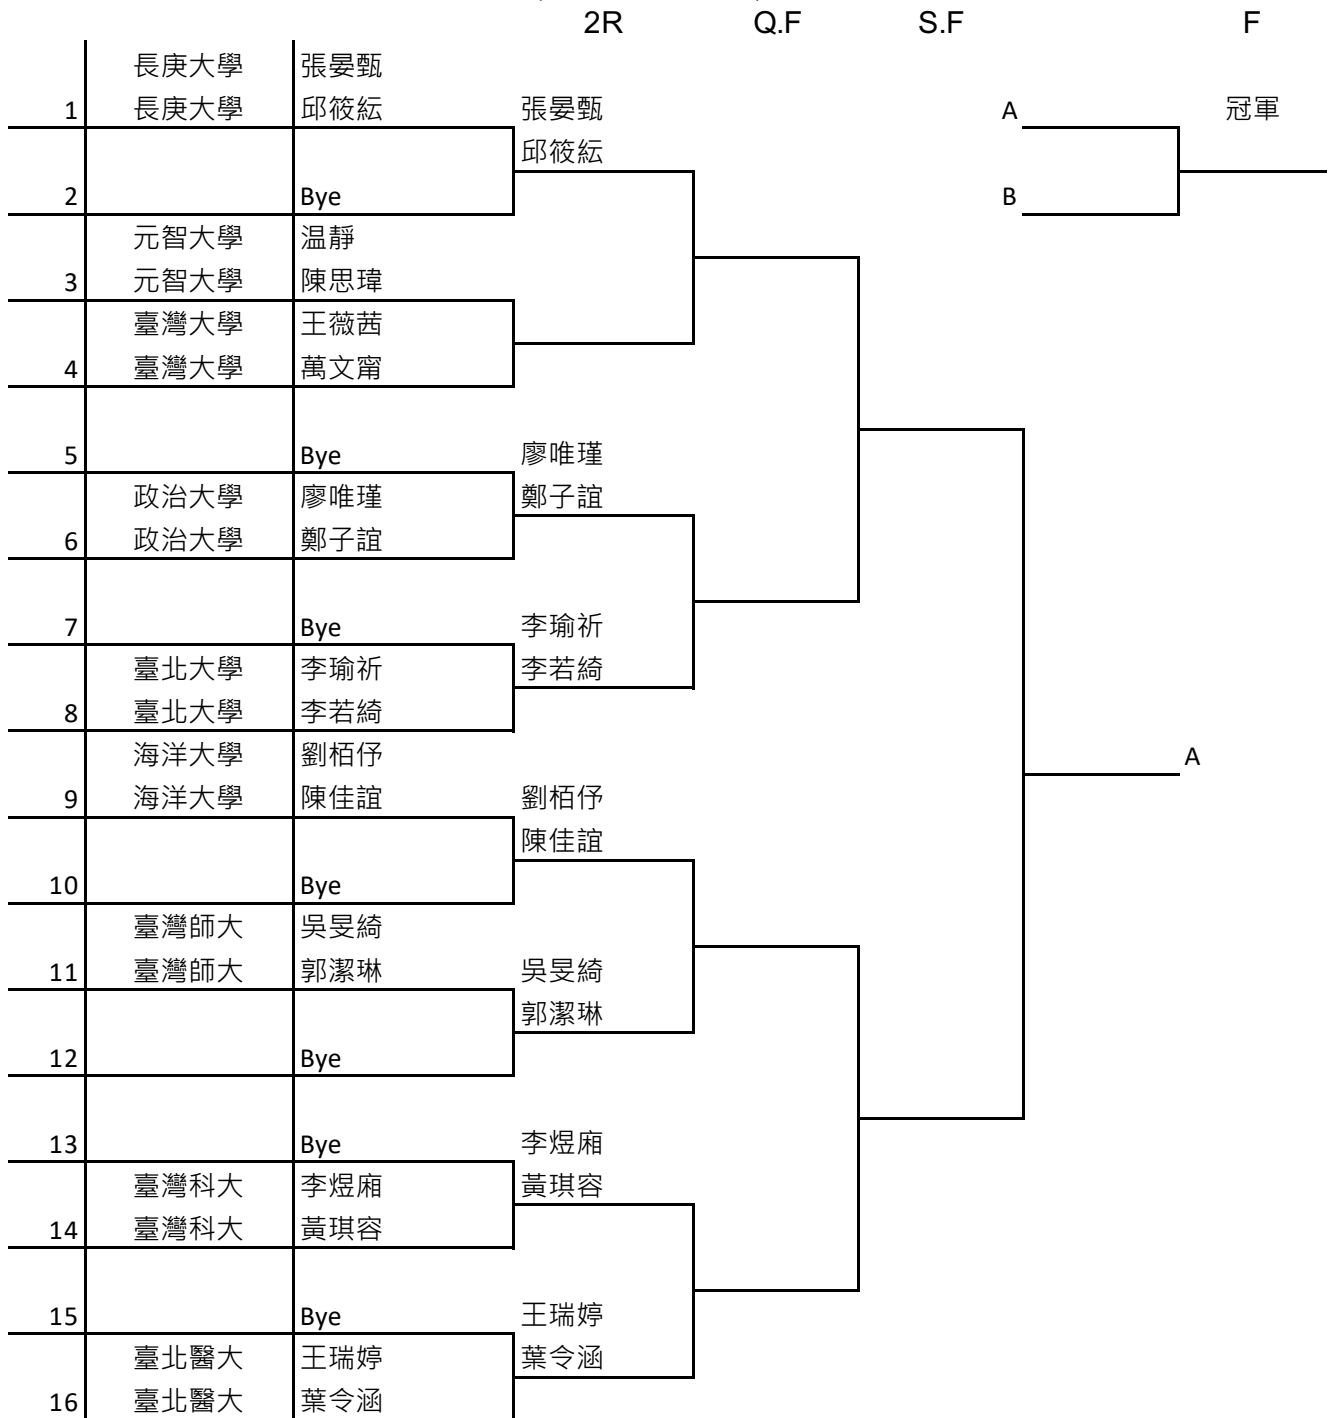 2R Q.F S.F F
長庚大學 張晏甄
1 長庚大學 邱筱紜 張晏甄 A 冠軍
邱筱紜
2 Bye B
元智大學 温靜
3 元智大學 陳思瑋
臺灣大學 王薇茜
4 臺灣大學 萬文甯
5 Bye 廖唯瑾
政治大學 廖唯瑾 鄭子誼
6 政治大學 鄭子誼
7 Bye 李瑜祈
臺北大學 李瑜祈 李若綺
8 臺北大學 李若綺
海洋大學 劉栢伃 A
9 海洋大學 陳佳誼 劉栢伃
陳佳誼
10 Bye
臺灣師大 吳旻綺
11 臺灣師大 郭潔琳 吳旻綺
郭潔琳
12 Bye
13 Bye 李煜廂
臺灣科大 李煜廂 黃琪容
14 臺灣科大 黃琪容
15 Bye 王瑞婷
臺北醫大 王瑞婷 葉令涵
16 臺北醫大 葉令涵